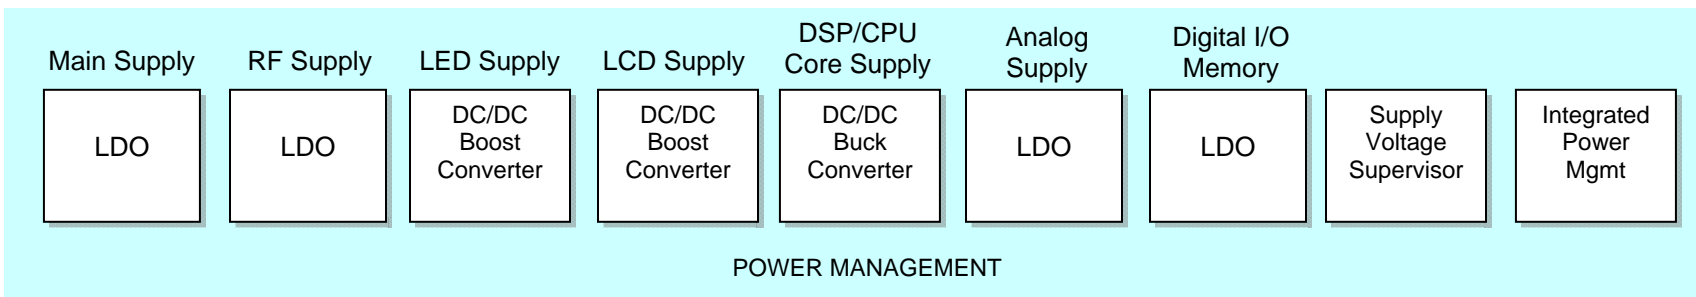 Main Supply
RF Supply
LED Supply
LCD Supply
DSP/CPU
Core Supply
Analog
Supply
Digital I/O
Memory
LDO
LDO
DC/DC
Boost
Converter
DC/DC
Boost
Converter
DC/DC
Buck
Converter
LDO
LDO
Supply
Voltage
Supervisor
Integrated
Power
Mgmt
POWER MANAGEMENT